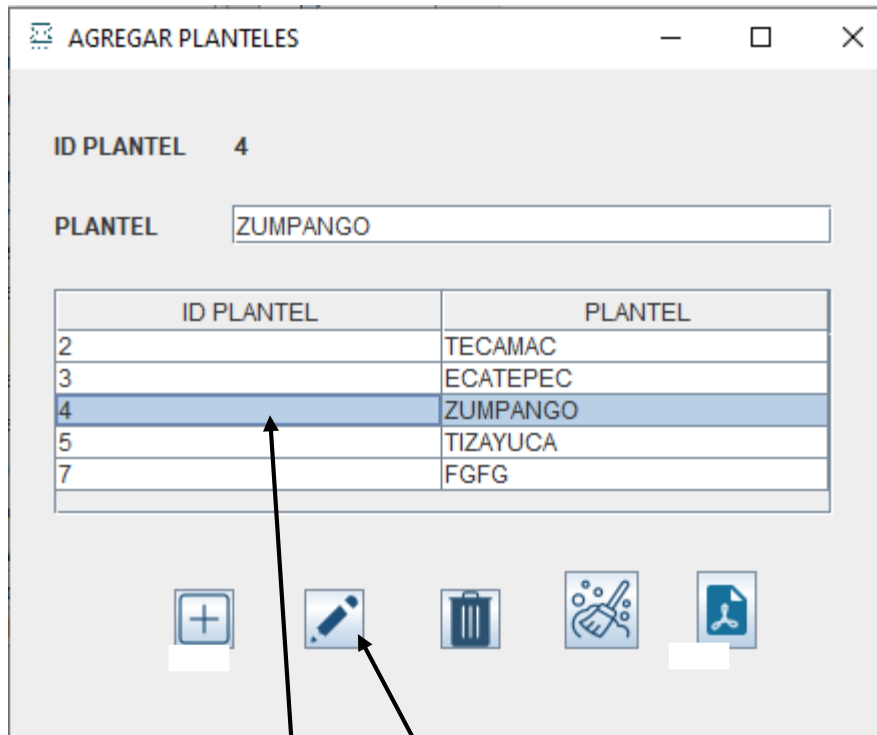 AGREGAR PLANTELES
ID PLANTEL 4
PLANTEL ZUMPANGO
ID PLANTEL PLANTEL
2 TECAMAC
3 ECATEPEC
4 ZUMPANGO
5 TIZAYUCA
7 FGFG